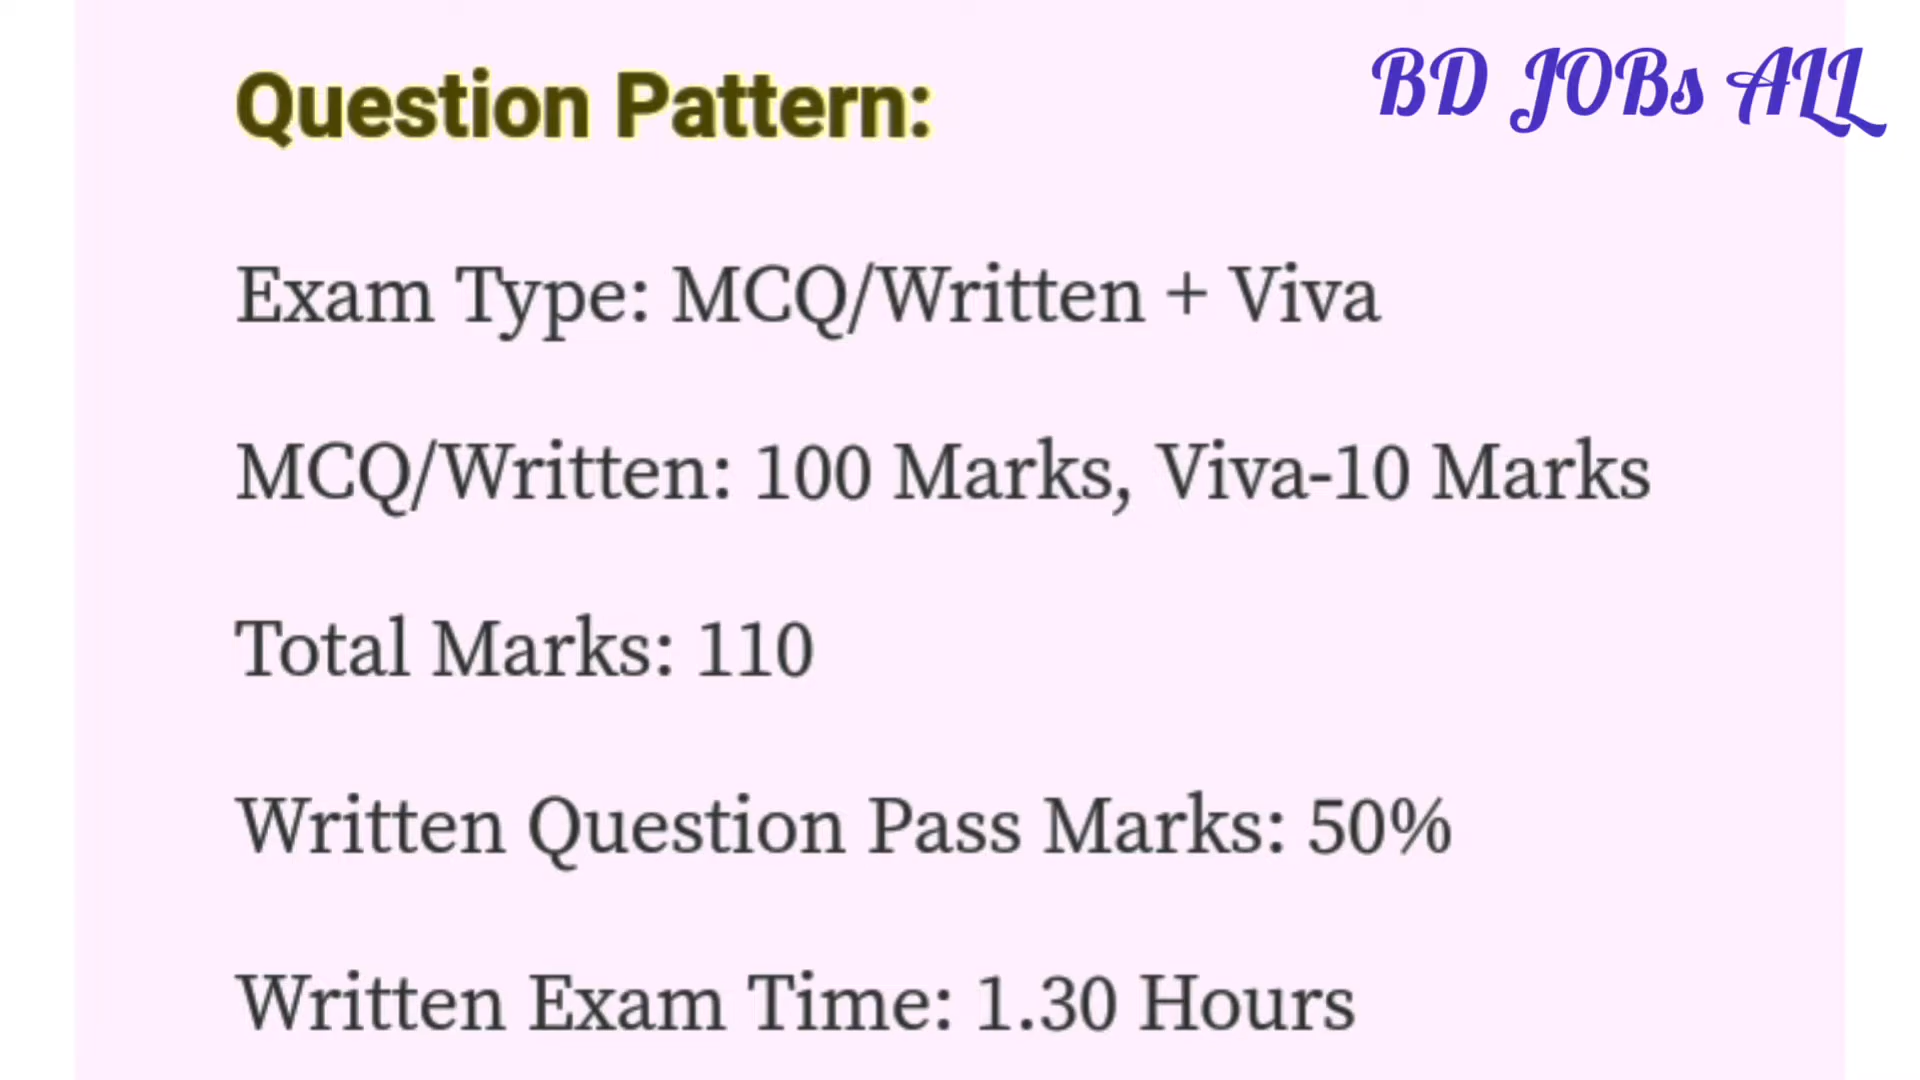 BD JOBs ALL
Question Pattern:
Exam Type: MCQ/Written + Viva
MCQ/Written: 100 Marks, Viva-10 Marks
Total Marks: 110
Written Question Pass Marks: 50%
Written Exam Time: 1.30 Hours